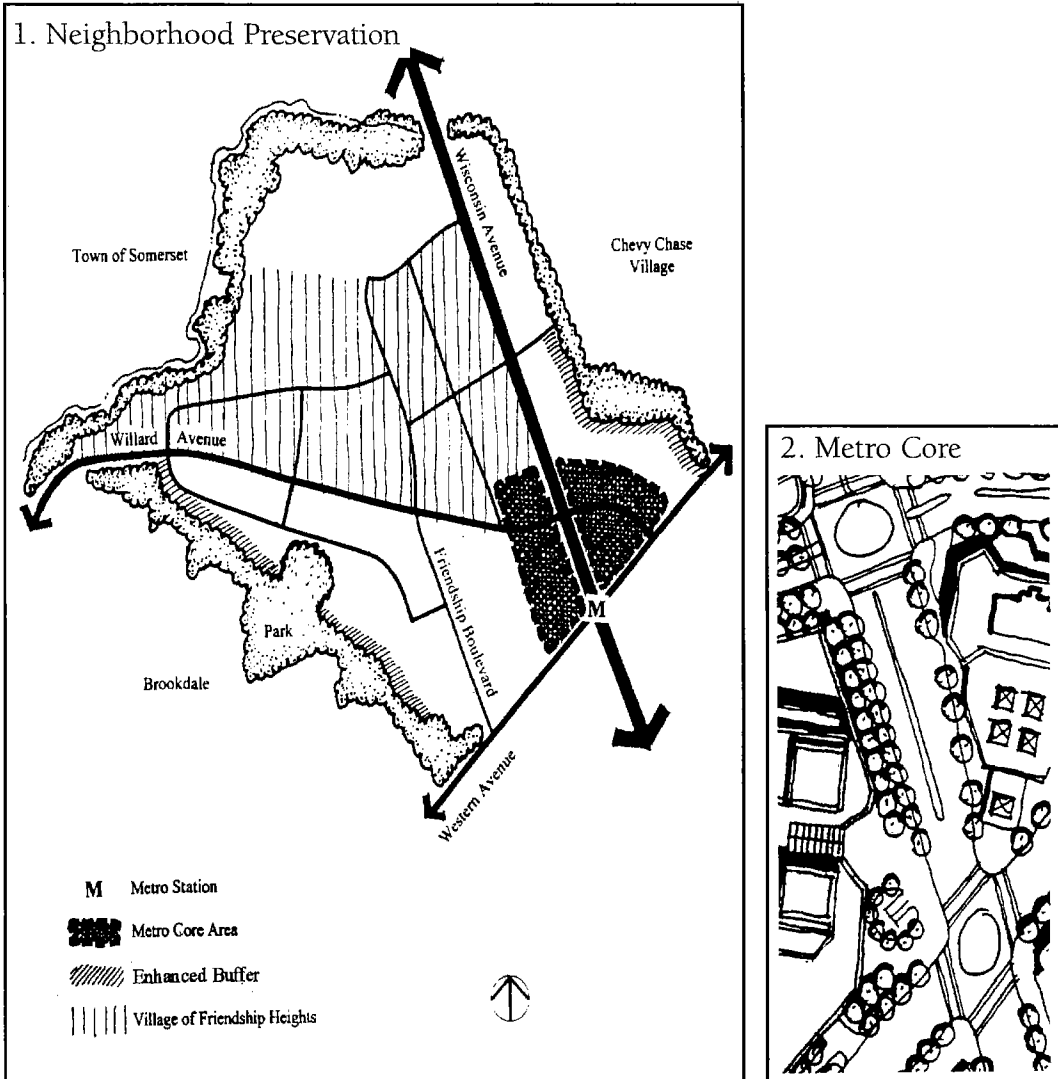 1. Neighborhood Preservation
Wisconsin Avenue
Town of Somerset
Chevy Chase
Village
Willard Avenue
Friendship Boulevard
M
Park
Brookdale
Western Avenue
M Metro Station
Metro Core Area
Enhanced Buffer
Village of Friendship Heights
2. Metro Core